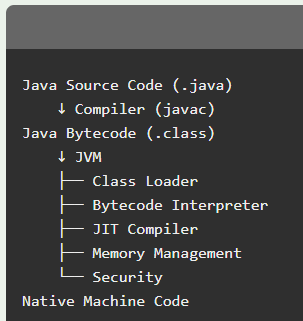 Java Source Code (.java)
↓ Compiler (javac)
Java Bytecode (.class)
↓ JVM
├── Class Loader
├── Bytecode Interpreter
├── JIT Compiler
├── Memory Management
└── Security
Native Machine Code